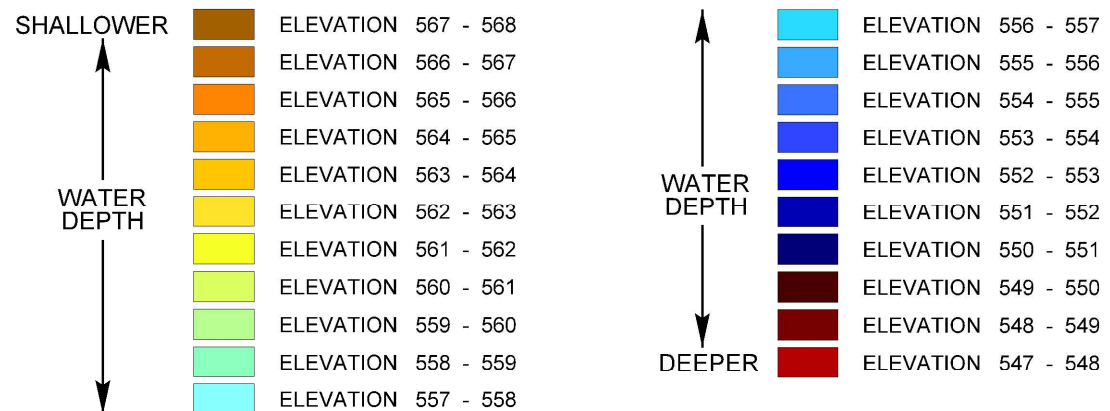 SHALLOWER
WATER
DEPTH
ELEVATION 567 - 568
ELEVATION 566 - 567
ELEVATION 565 - 566
ELEVATION 564 - 565
ELEVATION 563 - 564
ELEVATION 562 - 563
ELEVATION 561 - 562
ELEVATION 560 - 561
ELEVATION 559 - 560
ELEVATION 558 - 559
ELEVATION 557 - 558
WATER
DEPTH
DEEPER
ELEVATION 556 - 557
ELEVATION 555 - 556
ELEVATION 554 - 555
ELEVATION 553 - 554
ELEVATION 552 - 553
ELEVATION 551 - 552
ELEVATION 550 - 551
ELEVATION 549 - 550
ELEVATION 548 - 549
ELEVATION 547 - 548